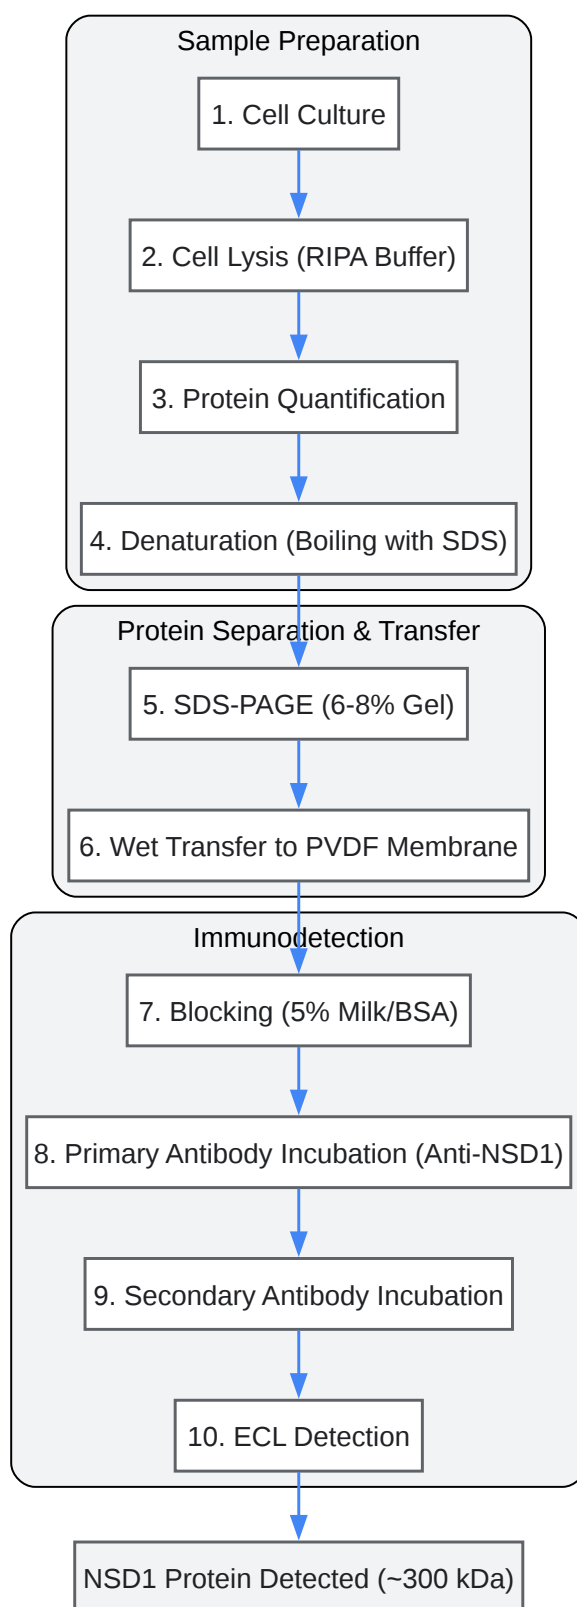 Sample Preparation
1. Cell Culture
2. Cell Lysis (RIPA Buffer)
3. Protein Quantification
4. Denaturation (Boiling with SDS)
Protein Separation & Transfer
5. SDS-PAGE (6-8% Gel)
6. Wet Transfer to PVDF Membrane
Immunodetection
7. Blocking (5% Milk/BSA)
8. Primary Antibody Incubation (Anti-NSD1)
9. Secondary Antibody Incubation
10. ECL Detection
NSD1 Protein Detected (~300 kDa)